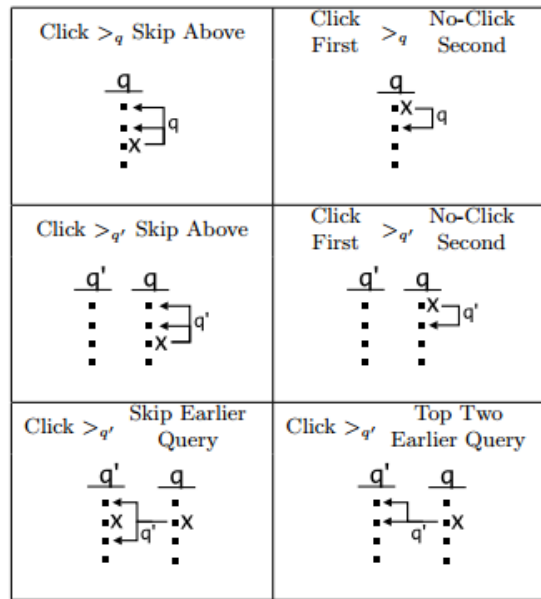 Click >q Skip Above
Click First >q No-Click Second
q
X
q
q
X
q
Click >q' Skip Above
Click First >q' No-Click Second
q' q
X
q'
q' q
X
q'
Click >q' Skip Earlier Query
Click >q' Top Two Earlier Query
q' q
X X
q'
q' q
X
q'